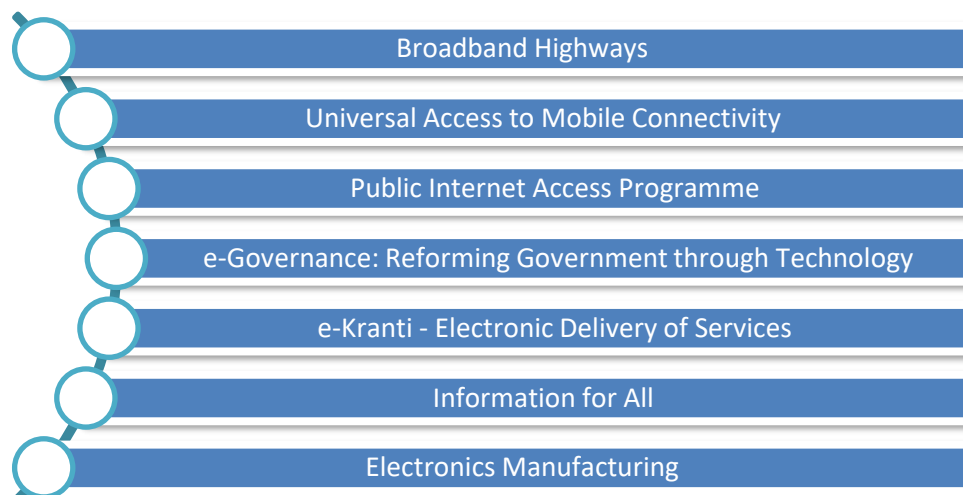 Broadband Highways
Universal Access to Mobile Connectivity
Public Internet Access Programme
e-Governance: Reforming Government through Technology
e-Kranti - Electronic Delivery of Services
Information for All
Electronics Manufacturing